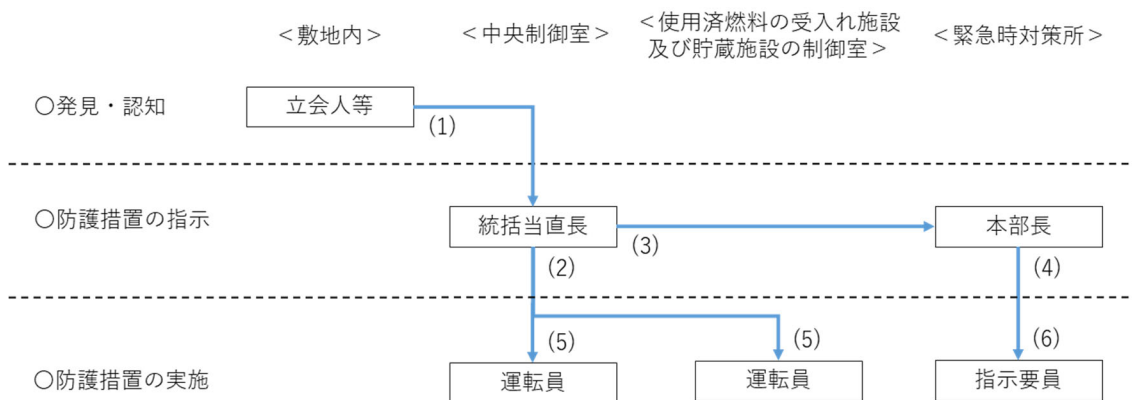 ＜敷地内＞
＜中央制御室＞
＜使用済燃料の受入れ施設
及び貯蔵施設の制御室＞
＜緊急時対策所＞
○発見・認知
立会人等
(1)
○防護措置の指示
統括当直長
(3)
本部長
(2)
(4)
(5)
(5)
(6)
○防護措置の実施
運転員
運転員
指示要員